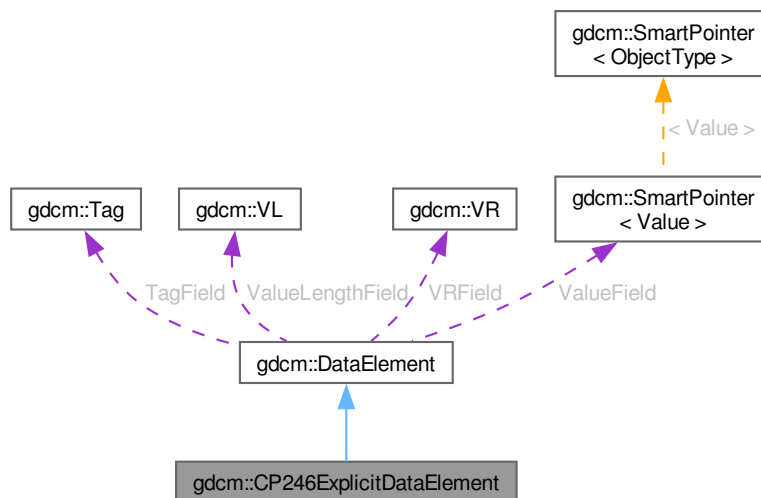 gdcm::SmartPointer
< ObjectType >
< Value >
gdcm::Tag
gdcm::VL
gdcm::VR
gdcm::SmartPointer
< Value >
TagField
ValueLengthField
VRField
ValueField
gdcm::DataElement
gdcm::CP246ExplicitDataElement